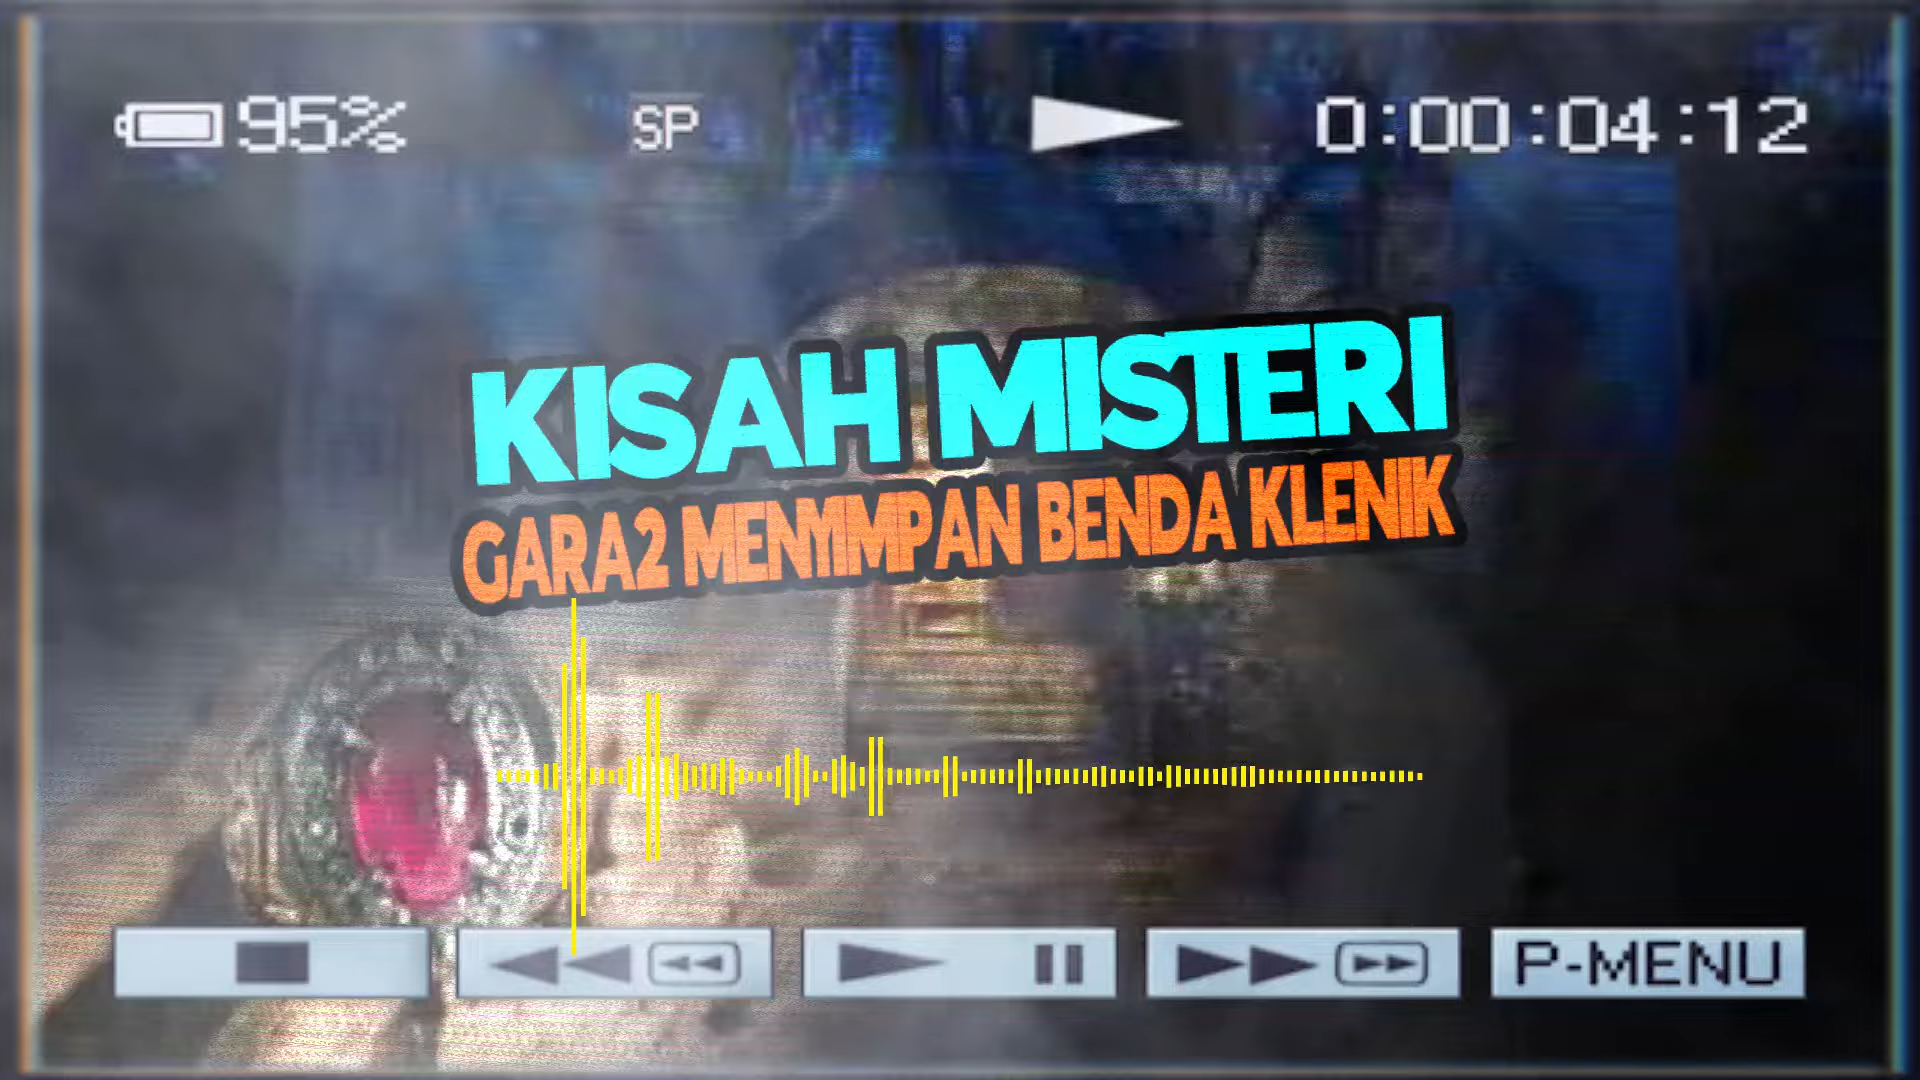 95% SP 0:00:04:12
KISAH MISTERI
GARA2 MENYIMPAN BENDA KLENIK
P-MENU